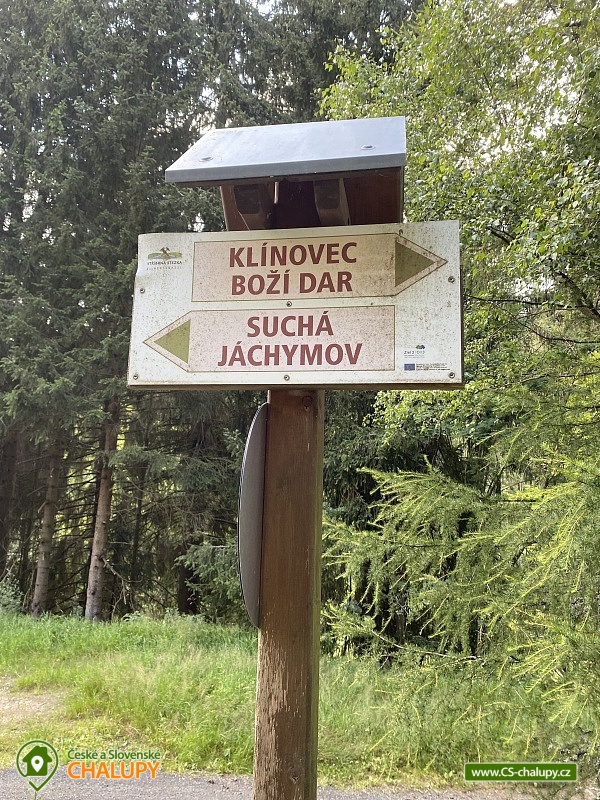 KLÍNOVEC
BOŽÍ DAR
SUCHÁ
JÁCHYMOV
České a Slovenské
CHALUPY
www.CS-chalupy.cz